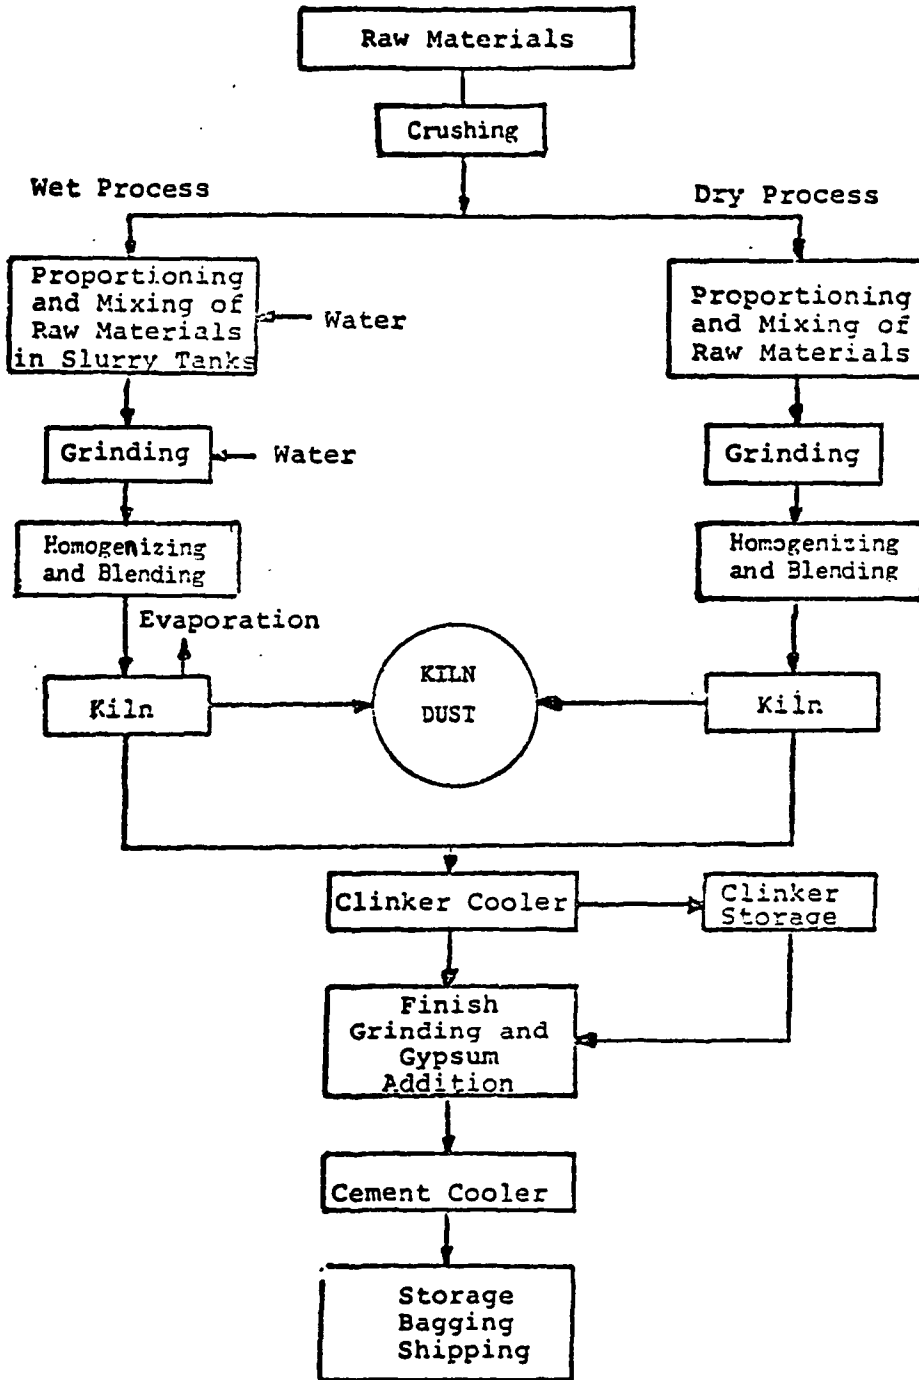 Raw Materials
Crushing
Wet Process
Dry Process
Proportioning
and Mixing of
Raw Materials
in Slurry Tanks
Water
Proportioning
and Mixing of
Raw Materials
Grinding
Water
Grinding
Homogenizing
and Blending
Homogenizing
and Blending
Evaporation
Kiln
KILN
DUST
Kiln
Clinker Cooler
Clinker
Storage
Finish
Grinding and
Gypsum
Addition
Cement Cooler
Storage
Bagging
Shipping